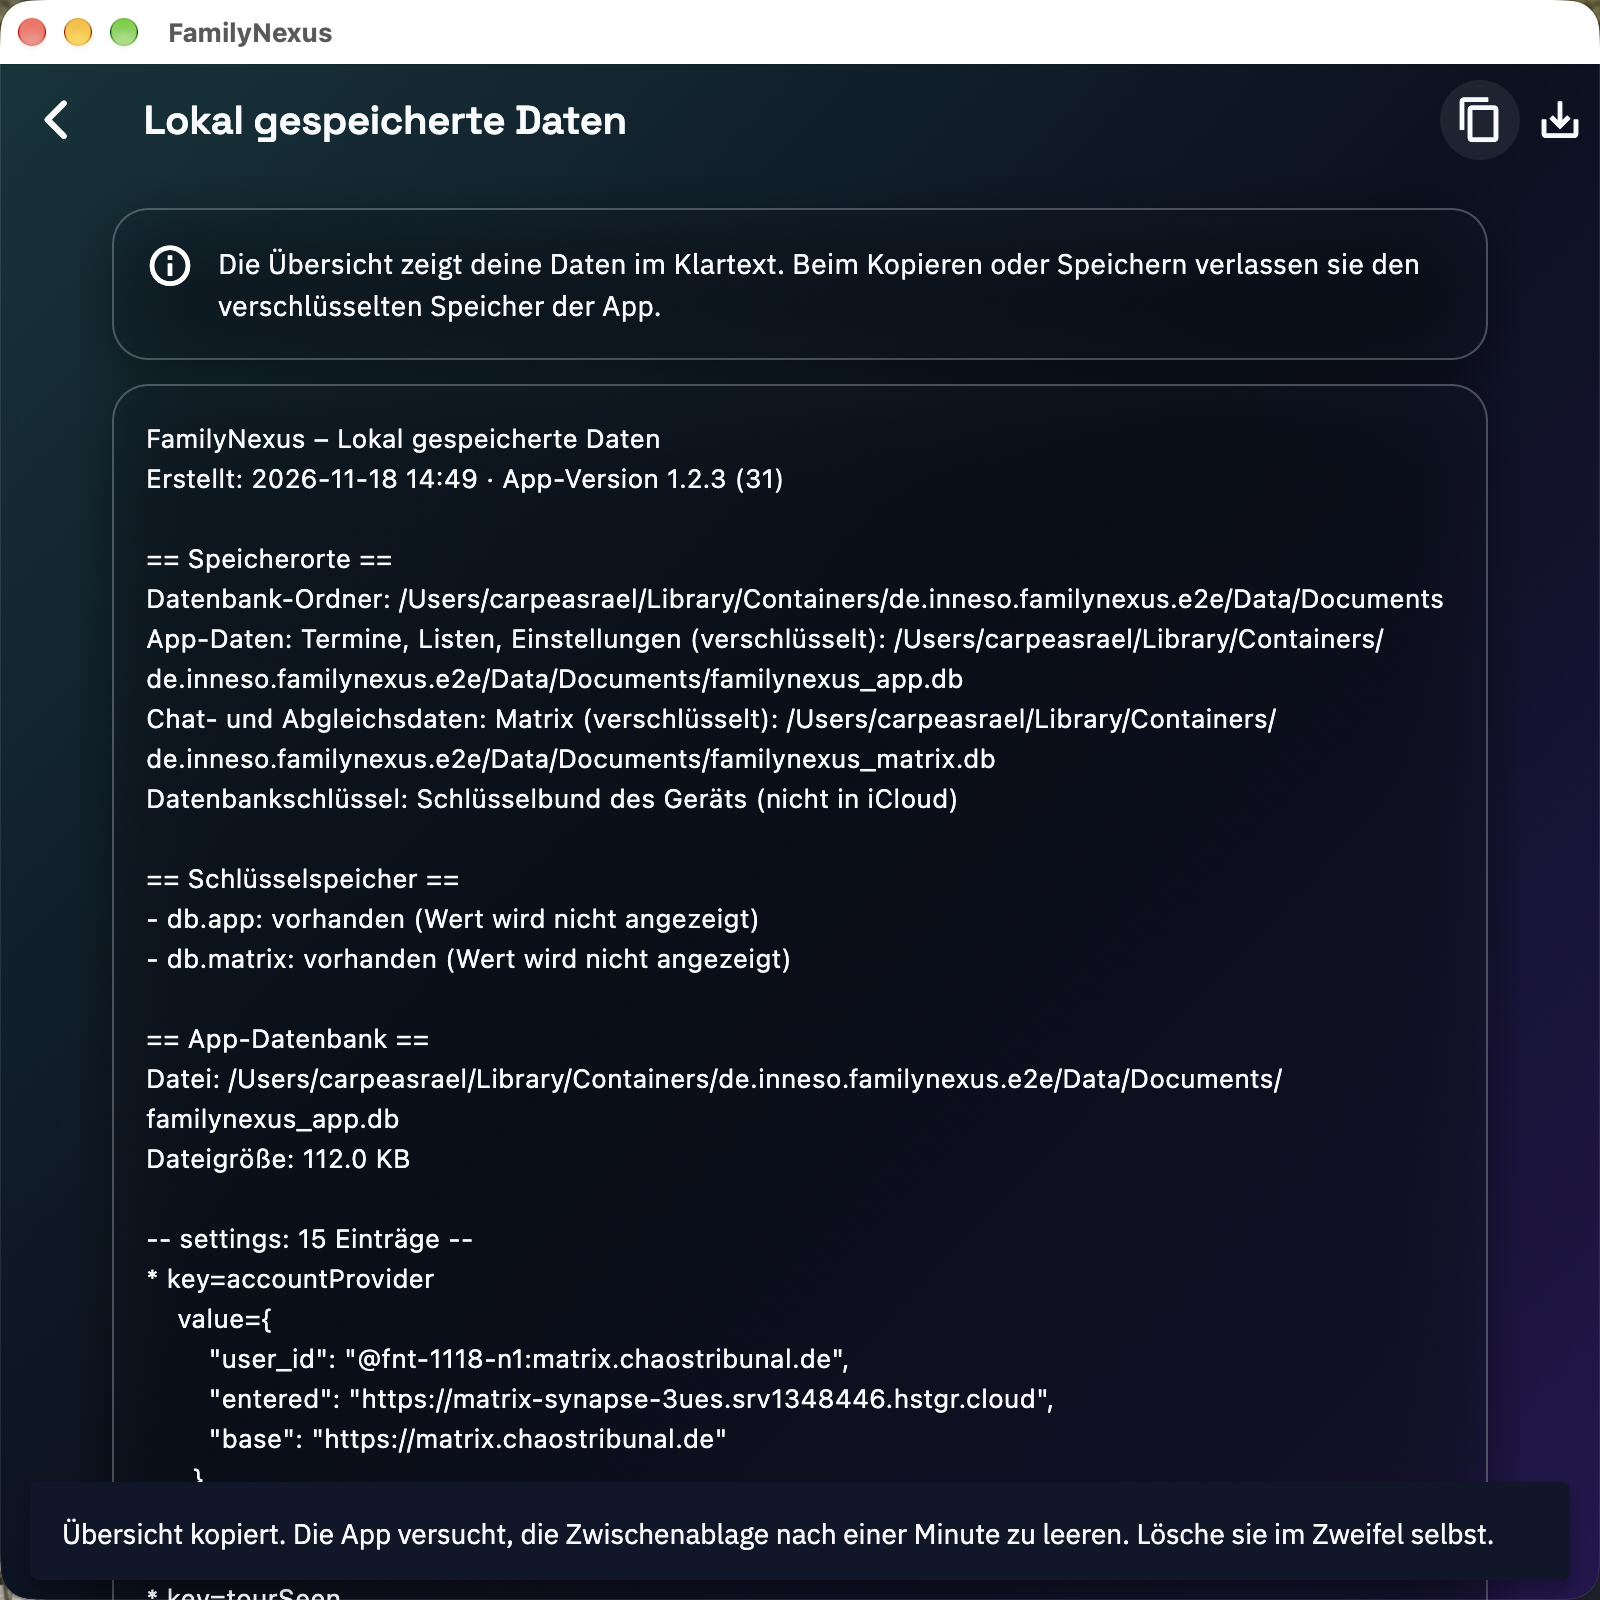 FamilyNexus
Lokal gespeicherte Daten
Die Übersicht zeigt deine Daten im Klartext. Beim Kopieren oder Speichern verlassen sie den
verschlüsselten Speicher der App.
FamilyNexus – Lokal gespeicherte Daten
Erstellt: 2026-11-18 14:49 · App-Version 1.2.3 (31)
== Speicherorte ==
Datenbank-Ordner: /Users/carpeasrael/Library/Containers/de.inneso.familynexus.e2e/Data/Documents
App-Daten: Termine, Listen, Einstellungen (verschlüsselt): /Users/carpeasrael/Library/Containers/
de.inneso.familynexus.e2e/Data/Documents/familynexus_app.db
Chat- und Abgleichsdaten: Matrix (verschlüsselt): /Users/carpeasrael/Library/Containers/
de.inneso.familynexus.e2e/Data/Documents/familynexus_matrix.db
Datenbankschlüssel: Schlüsselbund des Geräts (nicht in iCloud)
== Schlüsselspeicher ==
- db.app: vorhanden (Wert wird nicht angezeigt)
- db.matrix: vorhanden (Wert wird nicht angezeigt)
== App-Datenbank ==
Datei: /Users/carpeasrael/Library/Containers/de.inneso.familynexus.e2e/Data/Documents/
familynexus_app.db
Dateigröße: 112.0 KB
-- settings: 15 Einträge --
* key=accountProvider
value={
"user_id": "@fnt-1118-n1:matrix.chaostribunal.de",
"entered": "https://matrix-synapse-3ues.srv1348446.hstgr.cloud",
"base": "https://matrix.chaostribunal.de"
}
Übersicht kopiert. Die App versucht, die Zwischenablage nach einer Minute zu leeren. Lösche sie im Zweifel selbst.
* key=tourSeen